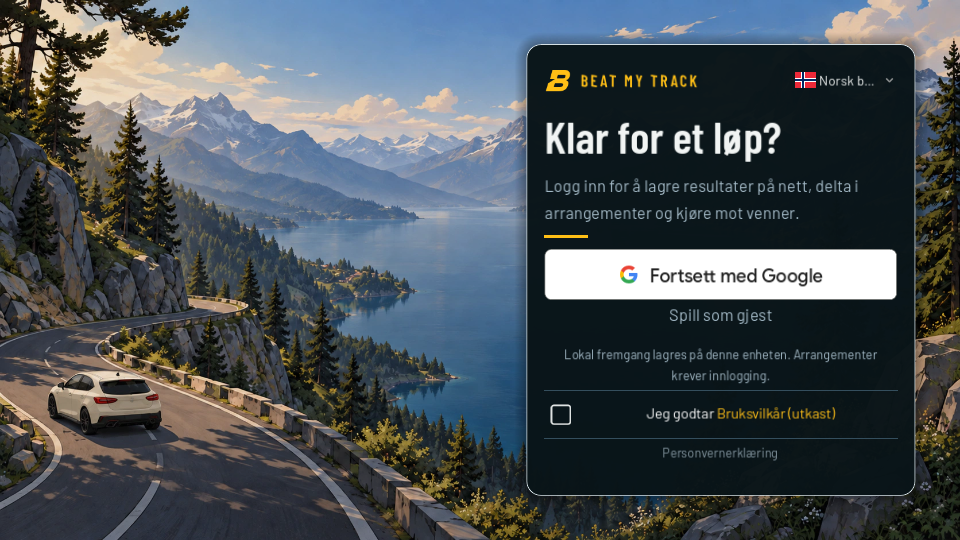 BEAT MY TRACK
Norsk b...
Klar for et løp?
Logg inn for å lagre resultater på nett, delta i
arrangementer og kjøre mot venner.
Fortsett med Google
Spill som gjest
Lokal fremgang lagres på denne enheten. Arrangementer
krever innlogging.
Jeg godtar Bruksvilkår (utkast)
Personvernerklæring